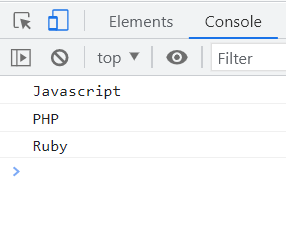 Elements Console
top Filter
Javascript
PHP
Ruby